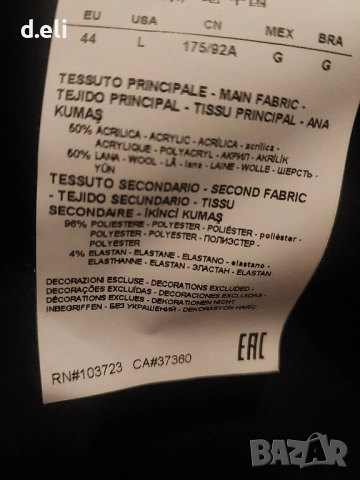 d.eli
EU USA CN MEX BRA
44 L 175/92A G G
TESSUTO PRINCIPALE - MAIN FABRIC -
TEJIDO PRINCIPAL - TISSU PRINCIPAL - ANA
KUMAŞ
50% ACRILICA - ACRYLIC - ACRÍLICA - acrílica -
ACRYLIQUE - POLYACRYL - АКРИЛ - AKRİLİK
50% LANA - WOOL - LÃ - lana - LAINE - WOLLE - ШЕРСТЬ -
YÜN
TESSUTO SECONDARIO - SECOND FABRIC
- TEJIDO SECUNDARIO - TISSU
SECONDAIRE - İKİNCİ KUMAŞ
96% POLIESTERE - POLYESTER - POLIÉSTER - poliéster -
POLYESTER - POLYESTER - ПОЛИЭСТЕР -
POLYESTER
4% ELASTAN - ELASTANE - ELASTANO - elastano -
ELASTHANNE - ELASTAN - ЭЛАСТАН - ELASTAN
DECORAZIONI ESCLUSE - DECORATIONS EXCLUDED -
DECORAÇÕES EXCLUÍDAS - DECORACIONES EXCLUIDAS -
DÉCORATIONS EXCLUES - DEKORATIONEN NICHT
INBEGRIFFEN - БЕЗ УКРАШЕНИЙ - DEKORASYON HARİÇ
EAC
RN#103723 CA#37360
BAZAR.BG